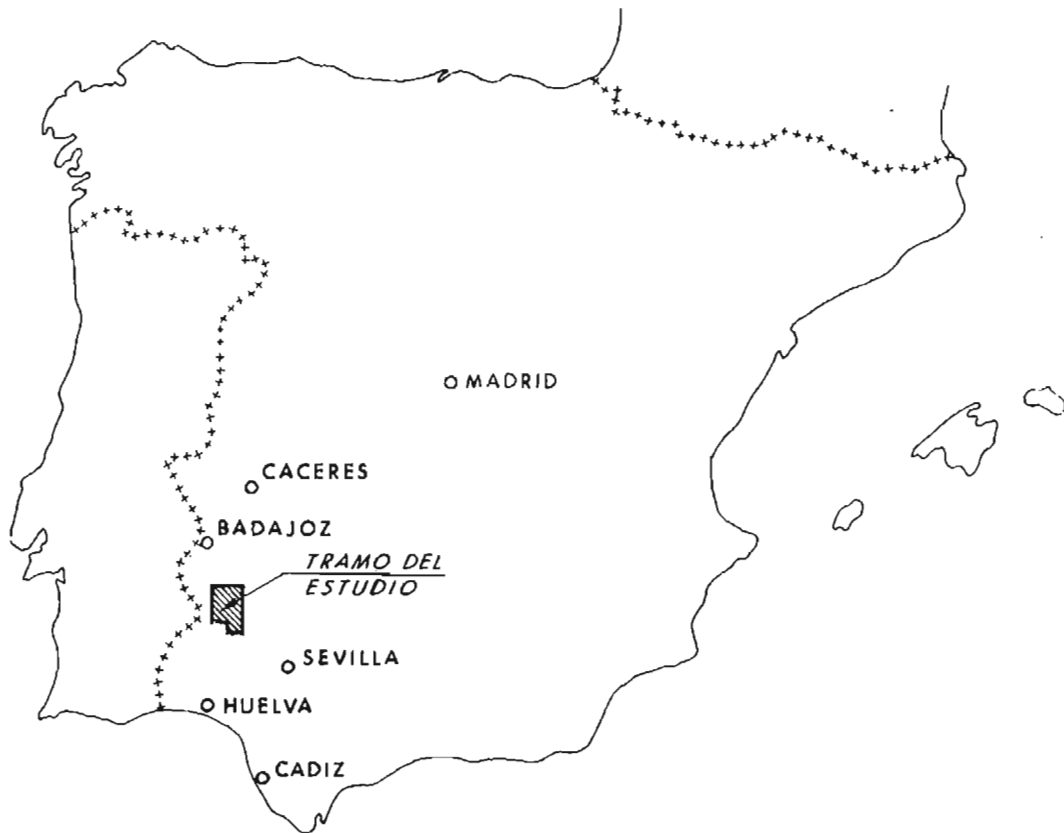 MADRID
CACERES
BADAJOZ
TRAMO DEL
ESTUDIO
SEVILLA
HUELVA
CADIZ